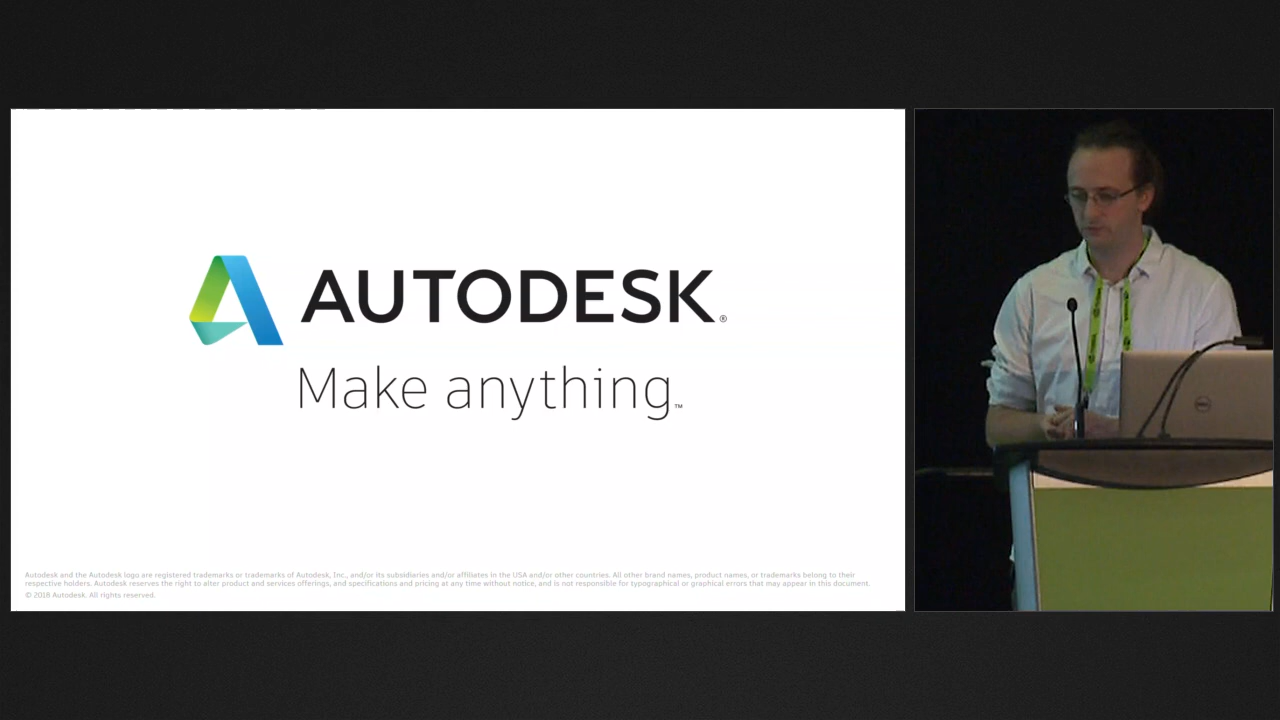 AUTODESK®
Make anything™
Autodesk and the Autodesk logo are registered trademarks or trademarks of Autodesk, Inc., and/or its subsidiaries and/or affiliates in the USA and/or other countries. All other brand names, product names, or trademarks belong to their
respective holders. Autodesk reserves the right to alter product and services offerings, and specifications and pricing at any time without notice, and is not responsible for typographical or graphical errors that may appear in this document.
© 2018 Autodesk. All rights reserved.
DELL